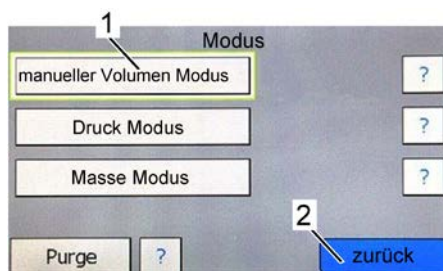 1
Modus
manueller Volumen Modus ?
Druck Modus ?
Masse Modus ?
2
Purge ? zurück